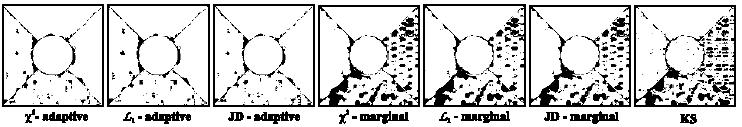 χ² - adaptive L₁ - adaptive JD - adaptive χ² - marginal L₁ - marginal JD - marginal KS